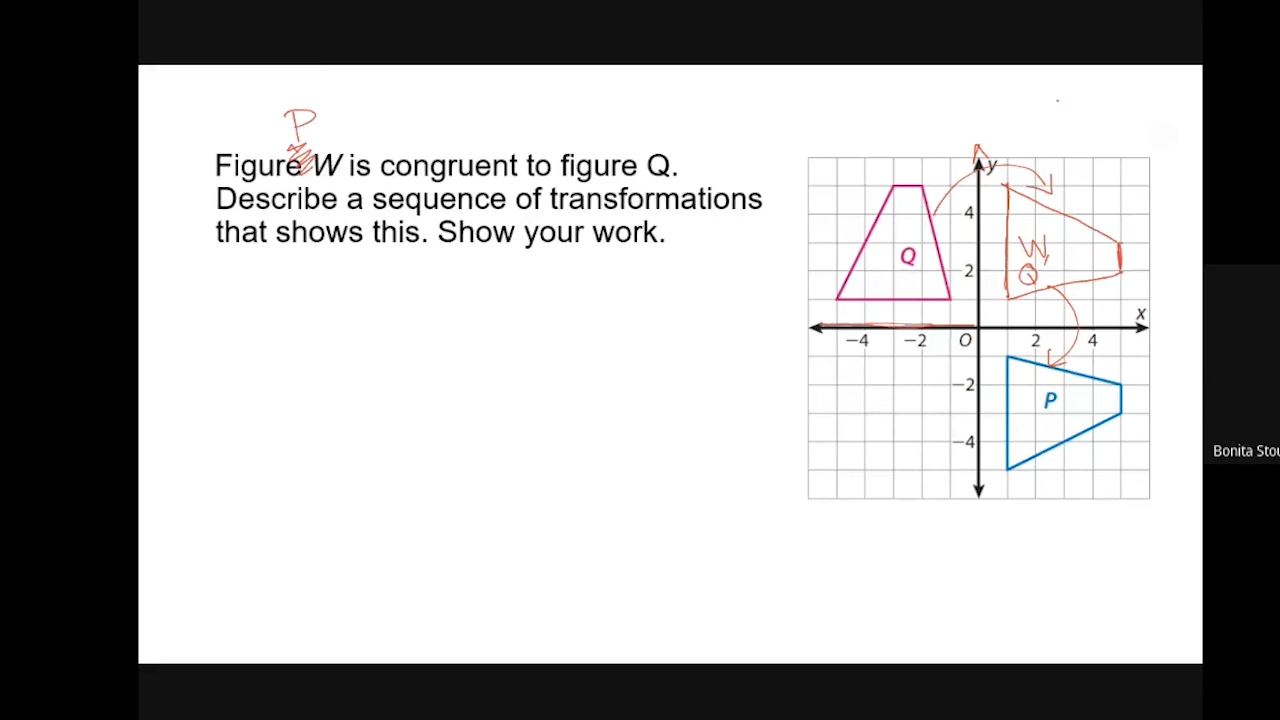 P
Figure W is congruent to figure Q.
Describe a sequence of transformations
that shows this. Show your work.
y
4
2
Q
W
Q
x
−4
−2
O
2
4
−2
P
−4
Bonita Stou